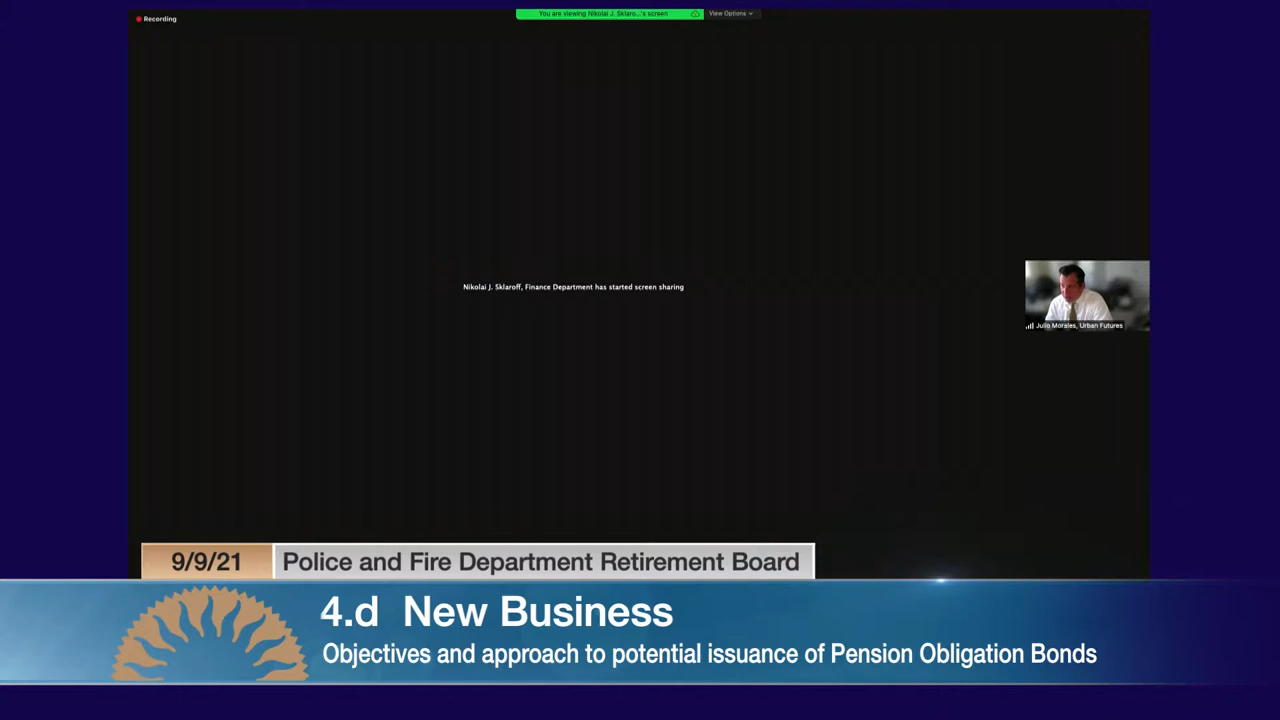 Recording
You are viewing Nikolai J. Sklaro...'s screen
View Options
Nikolai J. Sklaroff, Finance Department has started screen sharing
Julio Morales, Urban Futures
9/9/21
Police and Fire Department Retirement Board
4.d New Business
Objectives and approach to potential issuance of Pension Obligation Bonds